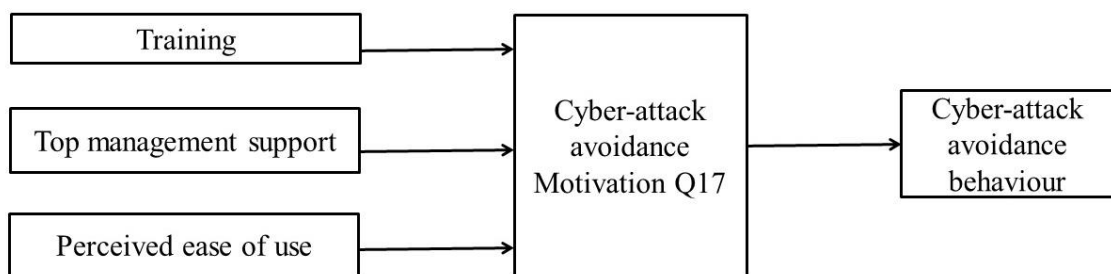 Training
Top management support
Perceived ease of use
Cyber-attack
avoidance
Motivation Q17
Cyber-attack
avoidance
behaviour